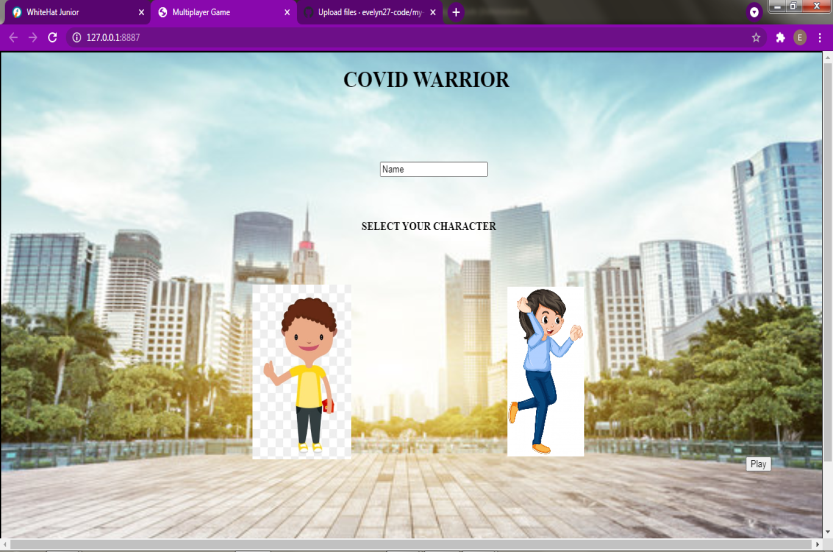 WhiteHat Junior
Multiplayer Game
Upload files · evelyn27-code/my
127.0.0.1:8887
E
COVID WARRIOR
Name
SELECT YOUR CHARACTER
Play